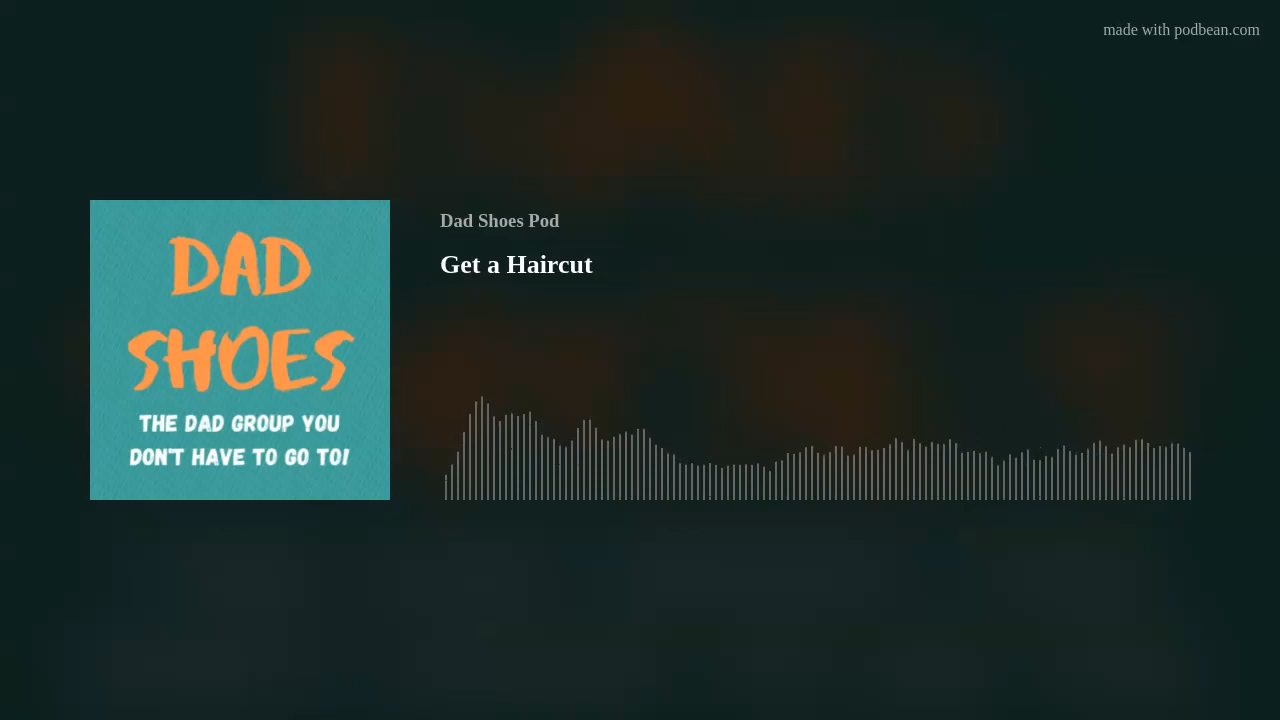 made with podbean.com
DAD
SHOES
THE DAD GROUP YOU
DON'T HAVE TO GO TO!
Dad Shoes Pod
Get a Haircut